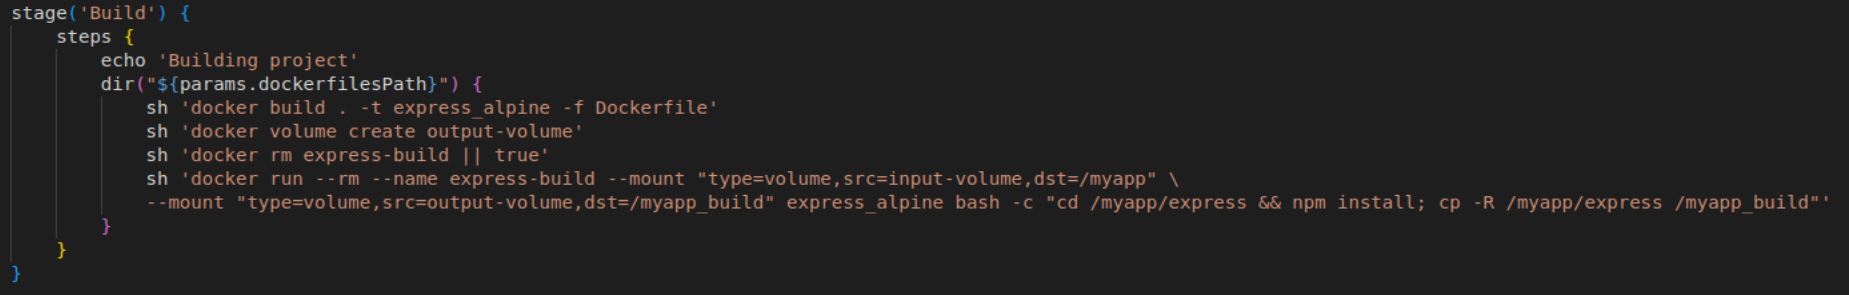 stage('Build') {
    steps {
        echo 'Building project'
        dir("${params.dockerfilesPath}") {
            sh 'docker build . -t express_alpine -f Dockerfile'
            sh 'docker volume create output-volume'
            sh 'docker rm express-build || true'
            sh 'docker run --rm --name express-build --mount "type=volume,src=input-volume,dst=/myapp" \
            --mount "type=volume,src=output-volume,dst=/myapp_build" express_alpine bash -c "cd /myapp/express && npm install; cp -R /myapp/express /myapp_build"'
        }
    }
}